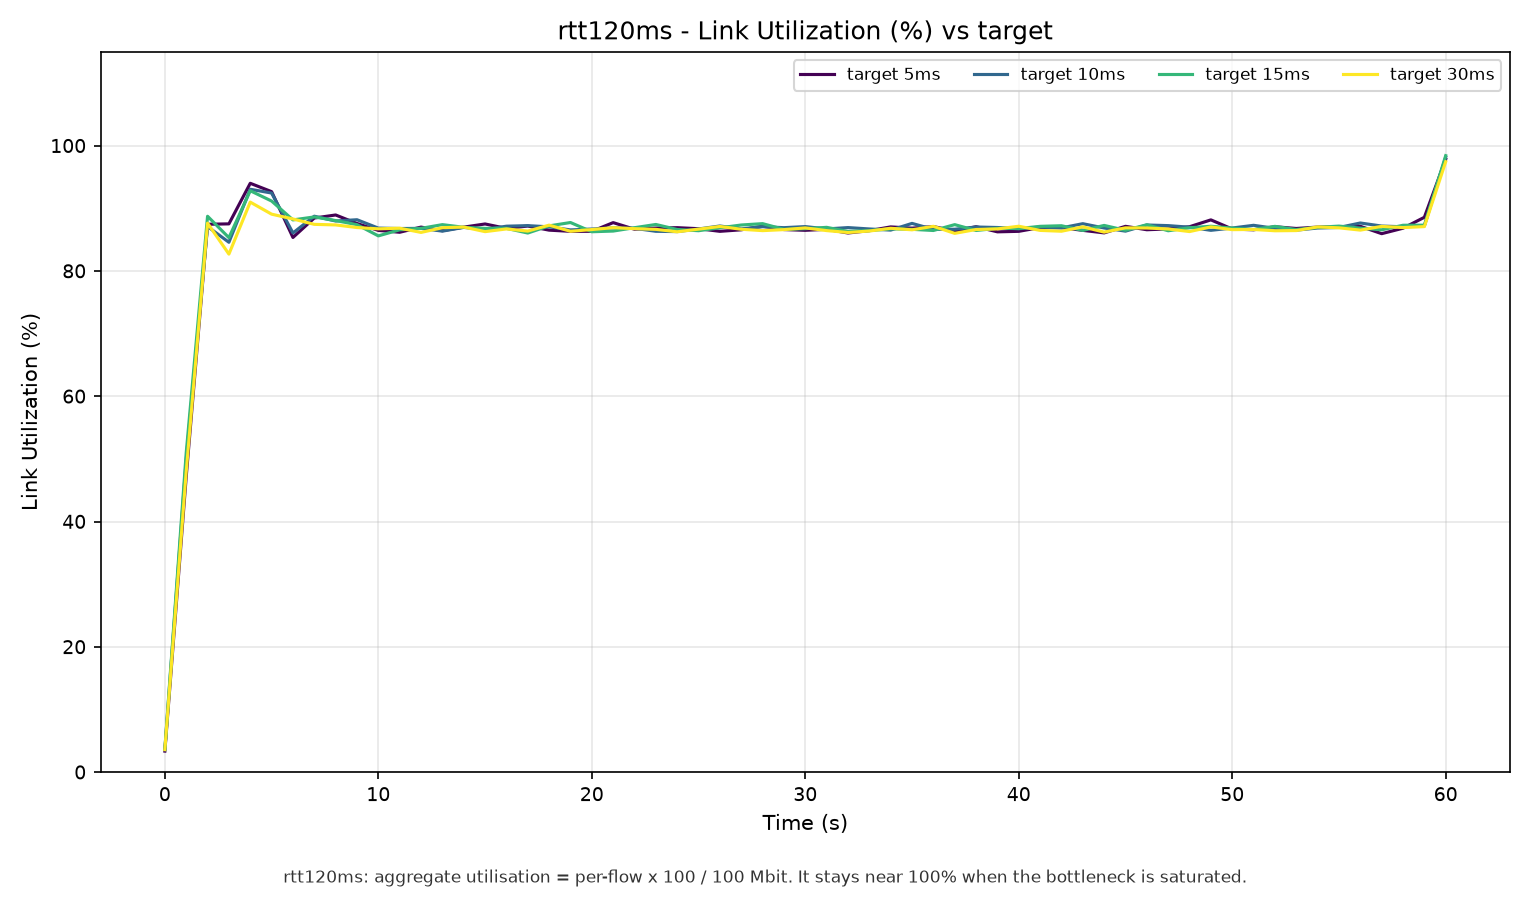 rtt120ms - Link Utilization (%) vs target
target 5ms target 10ms target 15ms target 30ms
Link Utilization (%)
100
80
60
40
20
0
0 10 20 30 40 50 60
Time (s)
rtt120ms: aggregate utilisation = per-flow x 100 / 100 Mbit. It stays near 100% when the bottleneck is saturated.